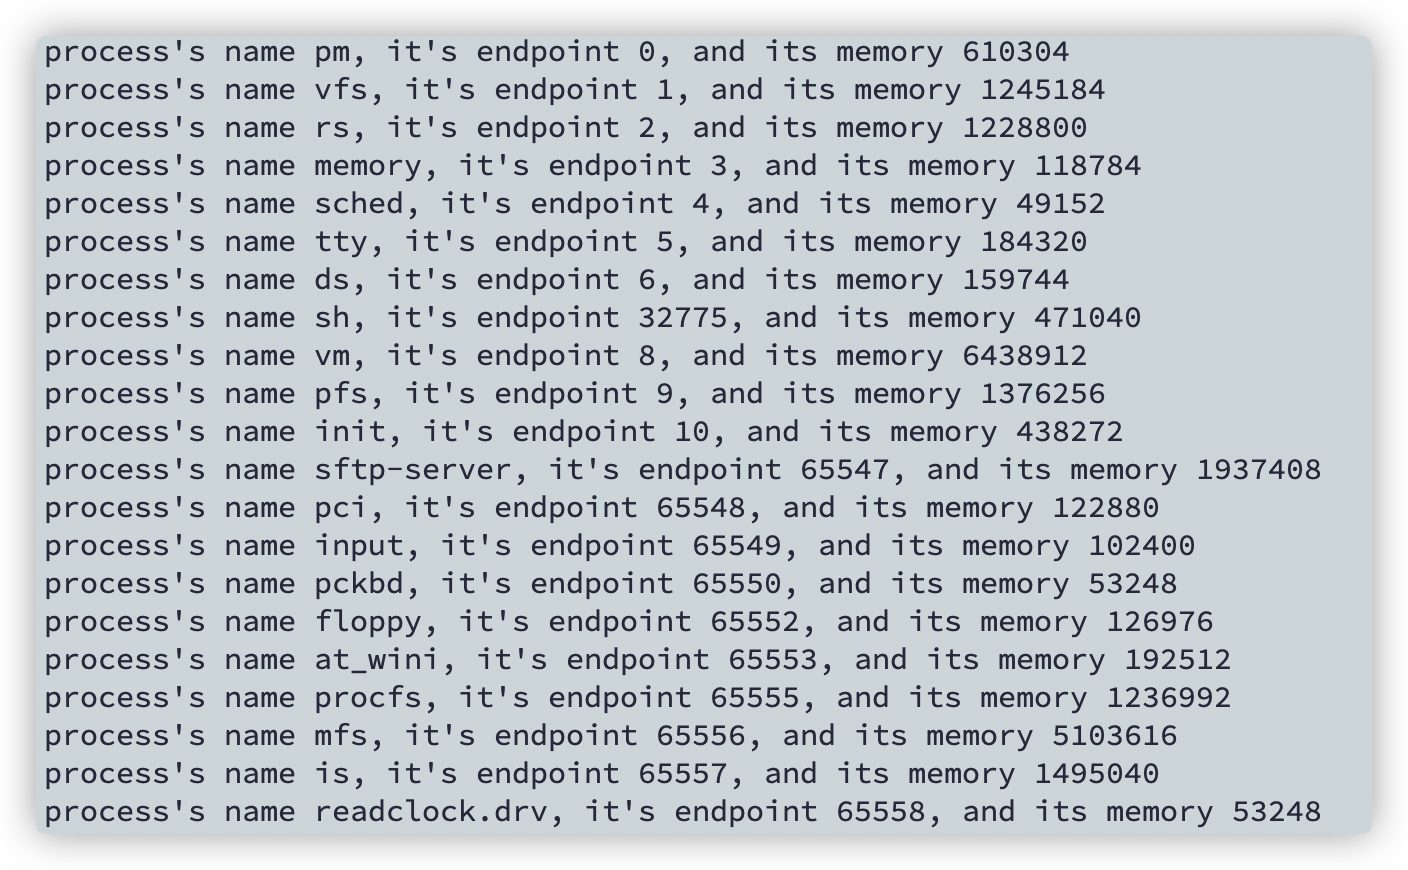 process's name pm, it's endpoint 0, and its memory 610304
process's name vfs, it's endpoint 1, and its memory 1245184
process's name rs, it's endpoint 2, and its memory 1228800
process's name memory, it's endpoint 3, and its memory 118784
process's name sched, it's endpoint 4, and its memory 49152
process's name tty, it's endpoint 5, and its memory 184320
process's name ds, it's endpoint 6, and its memory 159744
process's name sh, it's endpoint 32775, and its memory 471040
process's name vm, it's endpoint 8, and its memory 6438912
process's name pfs, it's endpoint 9, and its memory 1376256
process's name init, it's endpoint 10, and its memory 438272
process's name sftp-server, it's endpoint 65547, and its memory 1937408
process's name pci, it's endpoint 65548, and its memory 122880
process's name input, it's endpoint 65549, and its memory 102400
process's name pckbd, it's endpoint 65550, and its memory 53248
process's name floppy, it's endpoint 65552, and its memory 126976
process's name at_wini, it's endpoint 65553, and its memory 192512
process's name procfs, it's endpoint 65555, and its memory 1236992
process's name mfs, it's endpoint 65556, and its memory 5103616
process's name is, it's endpoint 65557, and its memory 1495040
process's name readclock.drv, it's endpoint 65558, and its memory 53248